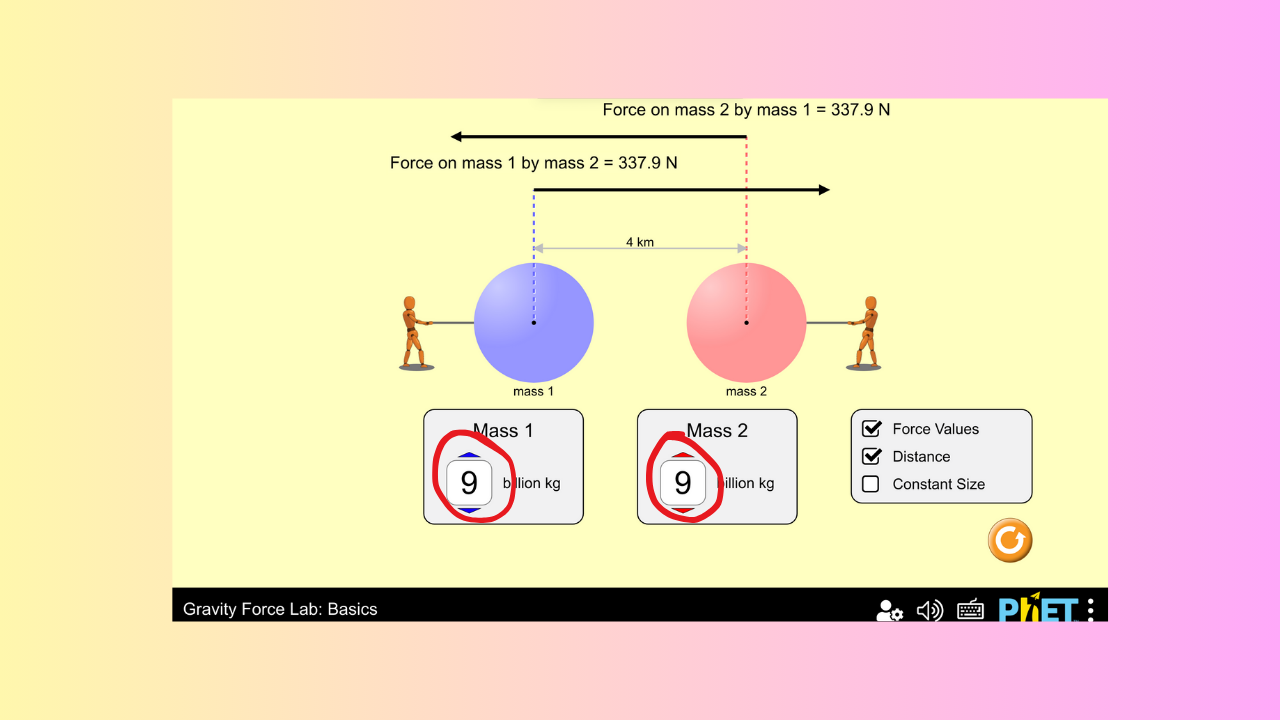 Force on mass 2 by mass 1 = 337.9 N
Force on mass 1 by mass 2 = 337.9 N
4 km
mass 1
mass 2
Mass 1
9 billion kg
Mass 2
9 billion kg
Force Values
Distance
Constant Size
Gravity Force Lab: Basics
PhET